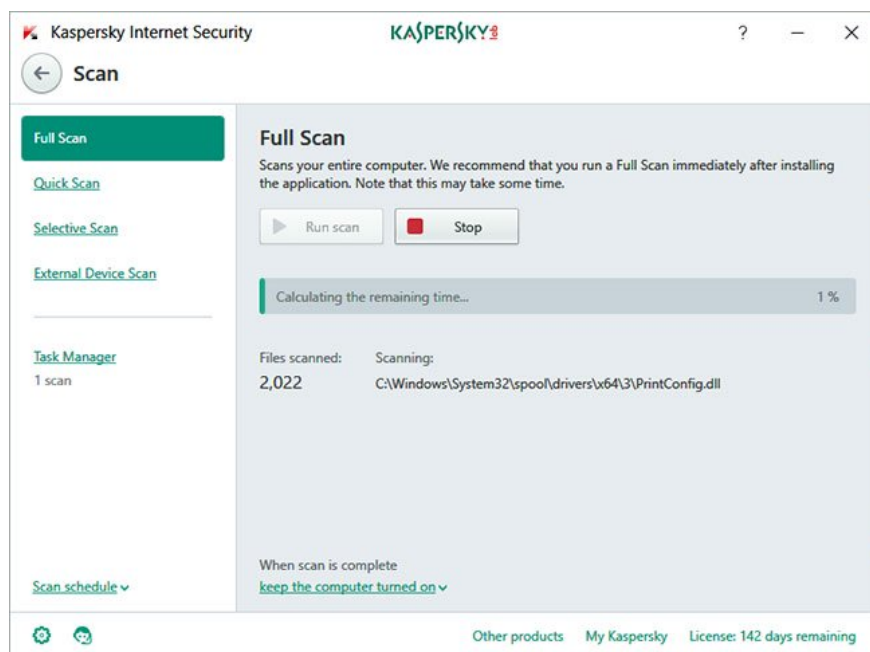 Kaspersky Internet Security
KASPERSKY
?
Scan
Full Scan
Quick Scan
Selective Scan
External Device Scan
Task Manager
1 scan
Scan schedule
Full Scan
Scans your entire computer. We recommend that you run a Full Scan immediately after installing
the application. Note that this may take some time.
Run scan
Stop
Calculating the remaining time... 1 %
Files scanned: Scanning:
2,022 C:\Windows\System32\spool\drivers\x64\3\PrintConfig.dll
When scan is complete
keep the computer turned on
Other products My Kaspersky License: 142 days remaining